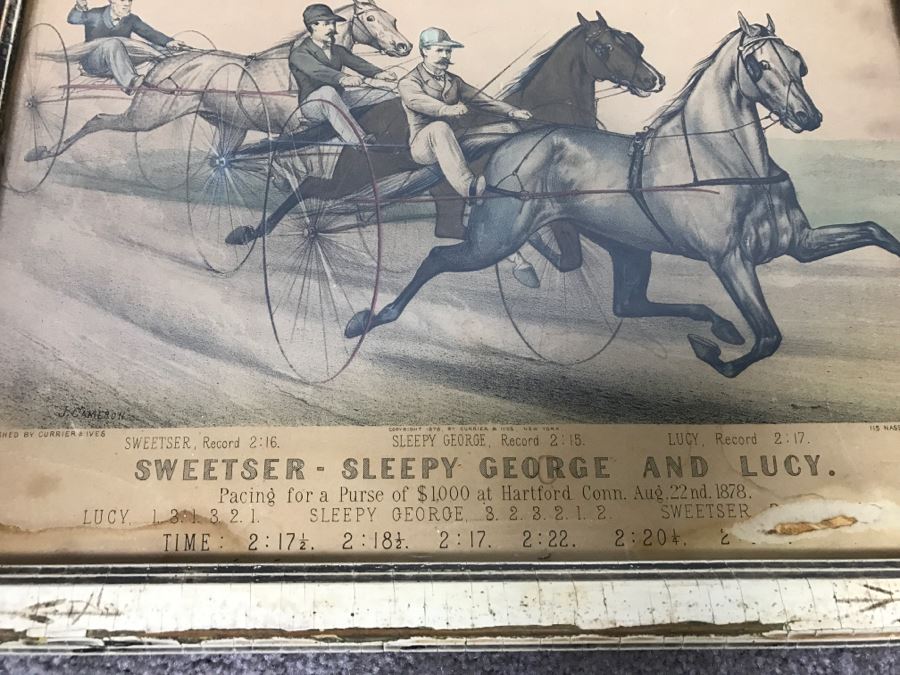 J. CAMERON
COPYRIGHT 1878, BY CURRIER & IVES NEW YORK
SHED BY CURRIER & IVES
115 NASS
SWEETSER, Record 2:16. SLEEPY GEORGE, Record 2:15. LUCY, Record 2:17.
SWEETSER - SLEEPY GEORGE AND LUCY.
Pacing for a Purse of $1,000 at Hartford Conn. Aug. 22nd. 1878.
LUCY, 1. 3. 1. 3. 2. 1. SLEEPY GEORGE, 3. 2. 3. 2. 1. 2. SWEETSER
TIME: 2:17½. 2:18½. 2:17. 2:22. 2:20¼. 2